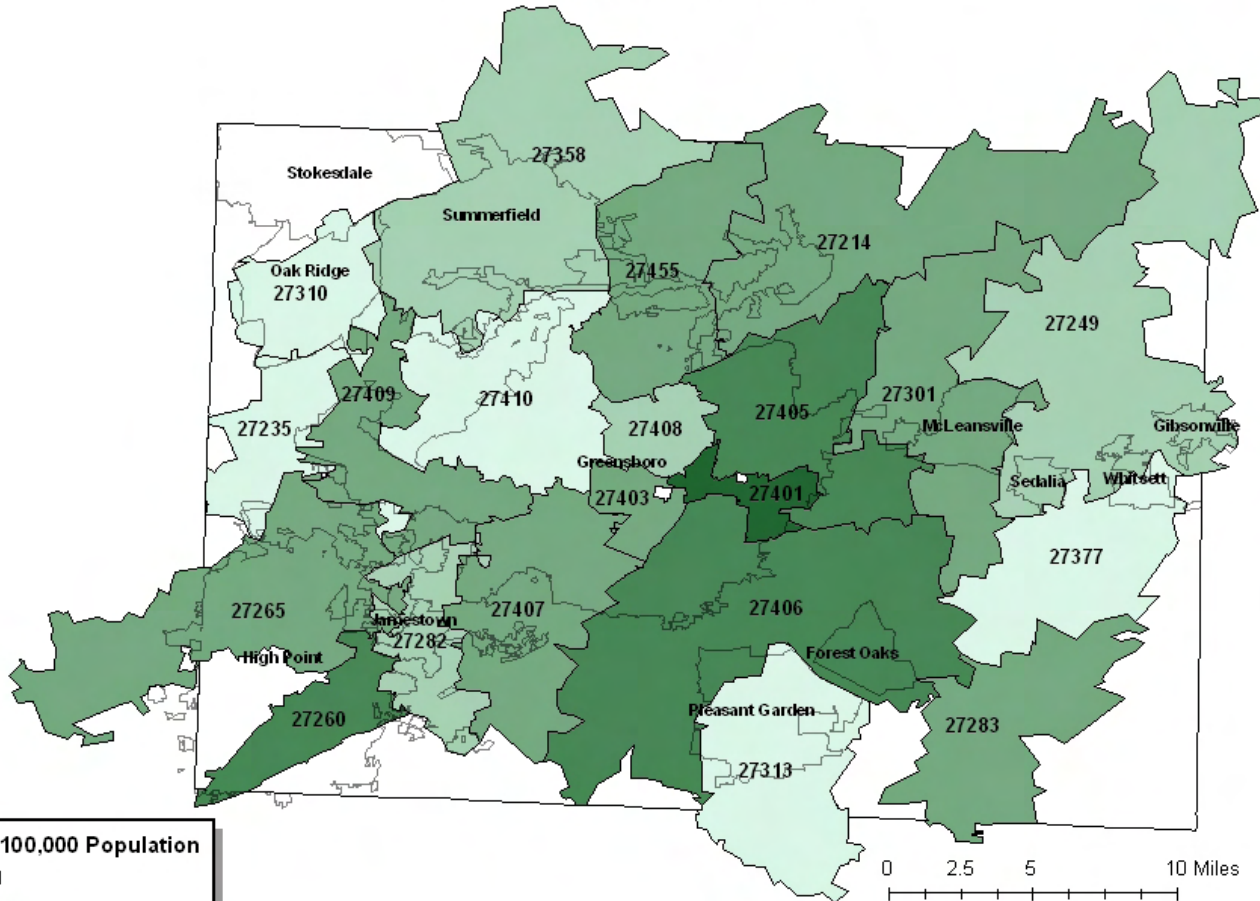 27358
Stokesdale
Summerfield
27214
Oak Ridge
27310
27455
27249
27409
27410
27405
27301
27235
27408
McLeansville
Gibsonville
Greensboro
27403
27401
Sedalia
Whitsett
27377
27265
27407
27406
Jamestown
27282
High Point
Forest Oaks
27260
Pleasant Garden
27283
27313
100,000 Population
0 2.5 5 10 Miles